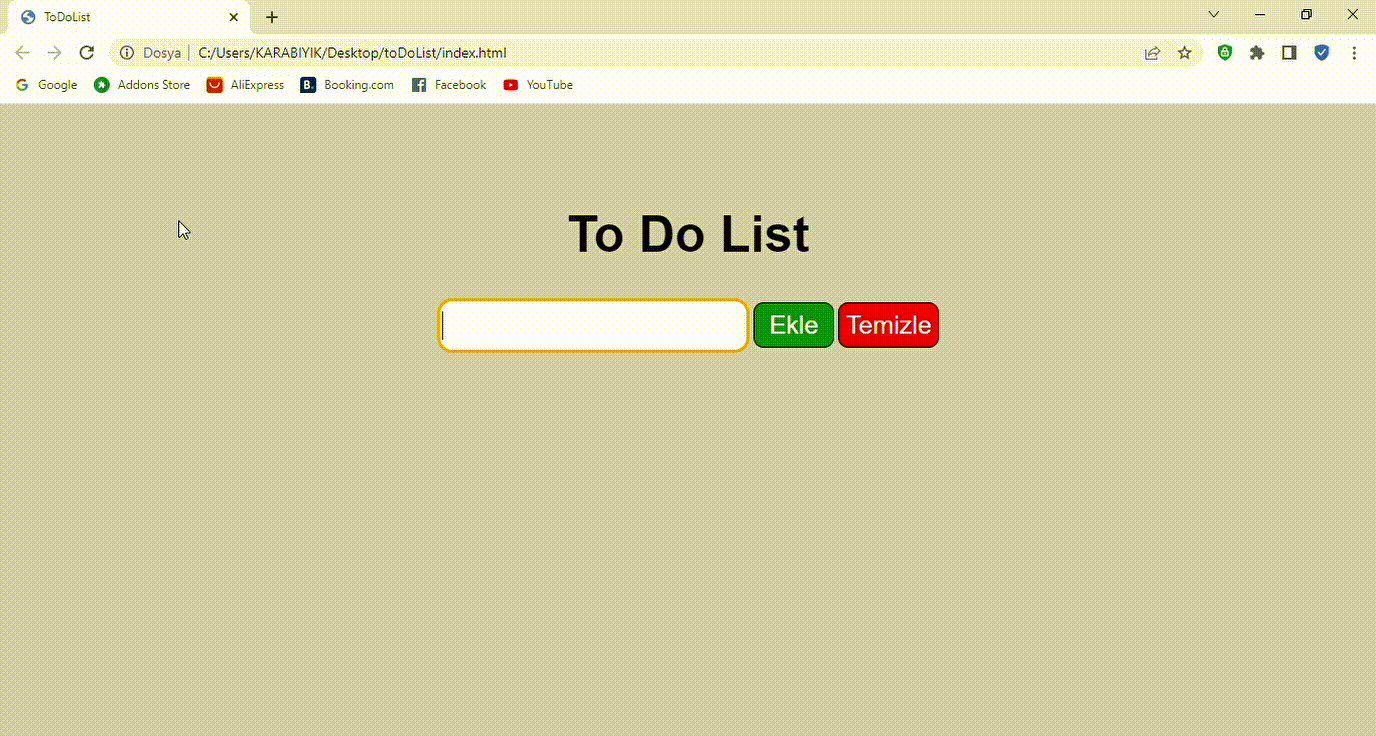 ToDoList
Dosya C:/Users/KARABIYIK/Desktop/toDoList/index.html
Google Addons Store AliExpress B. Booking.com Facebook YouTube
To Do List
Ekle Temizle